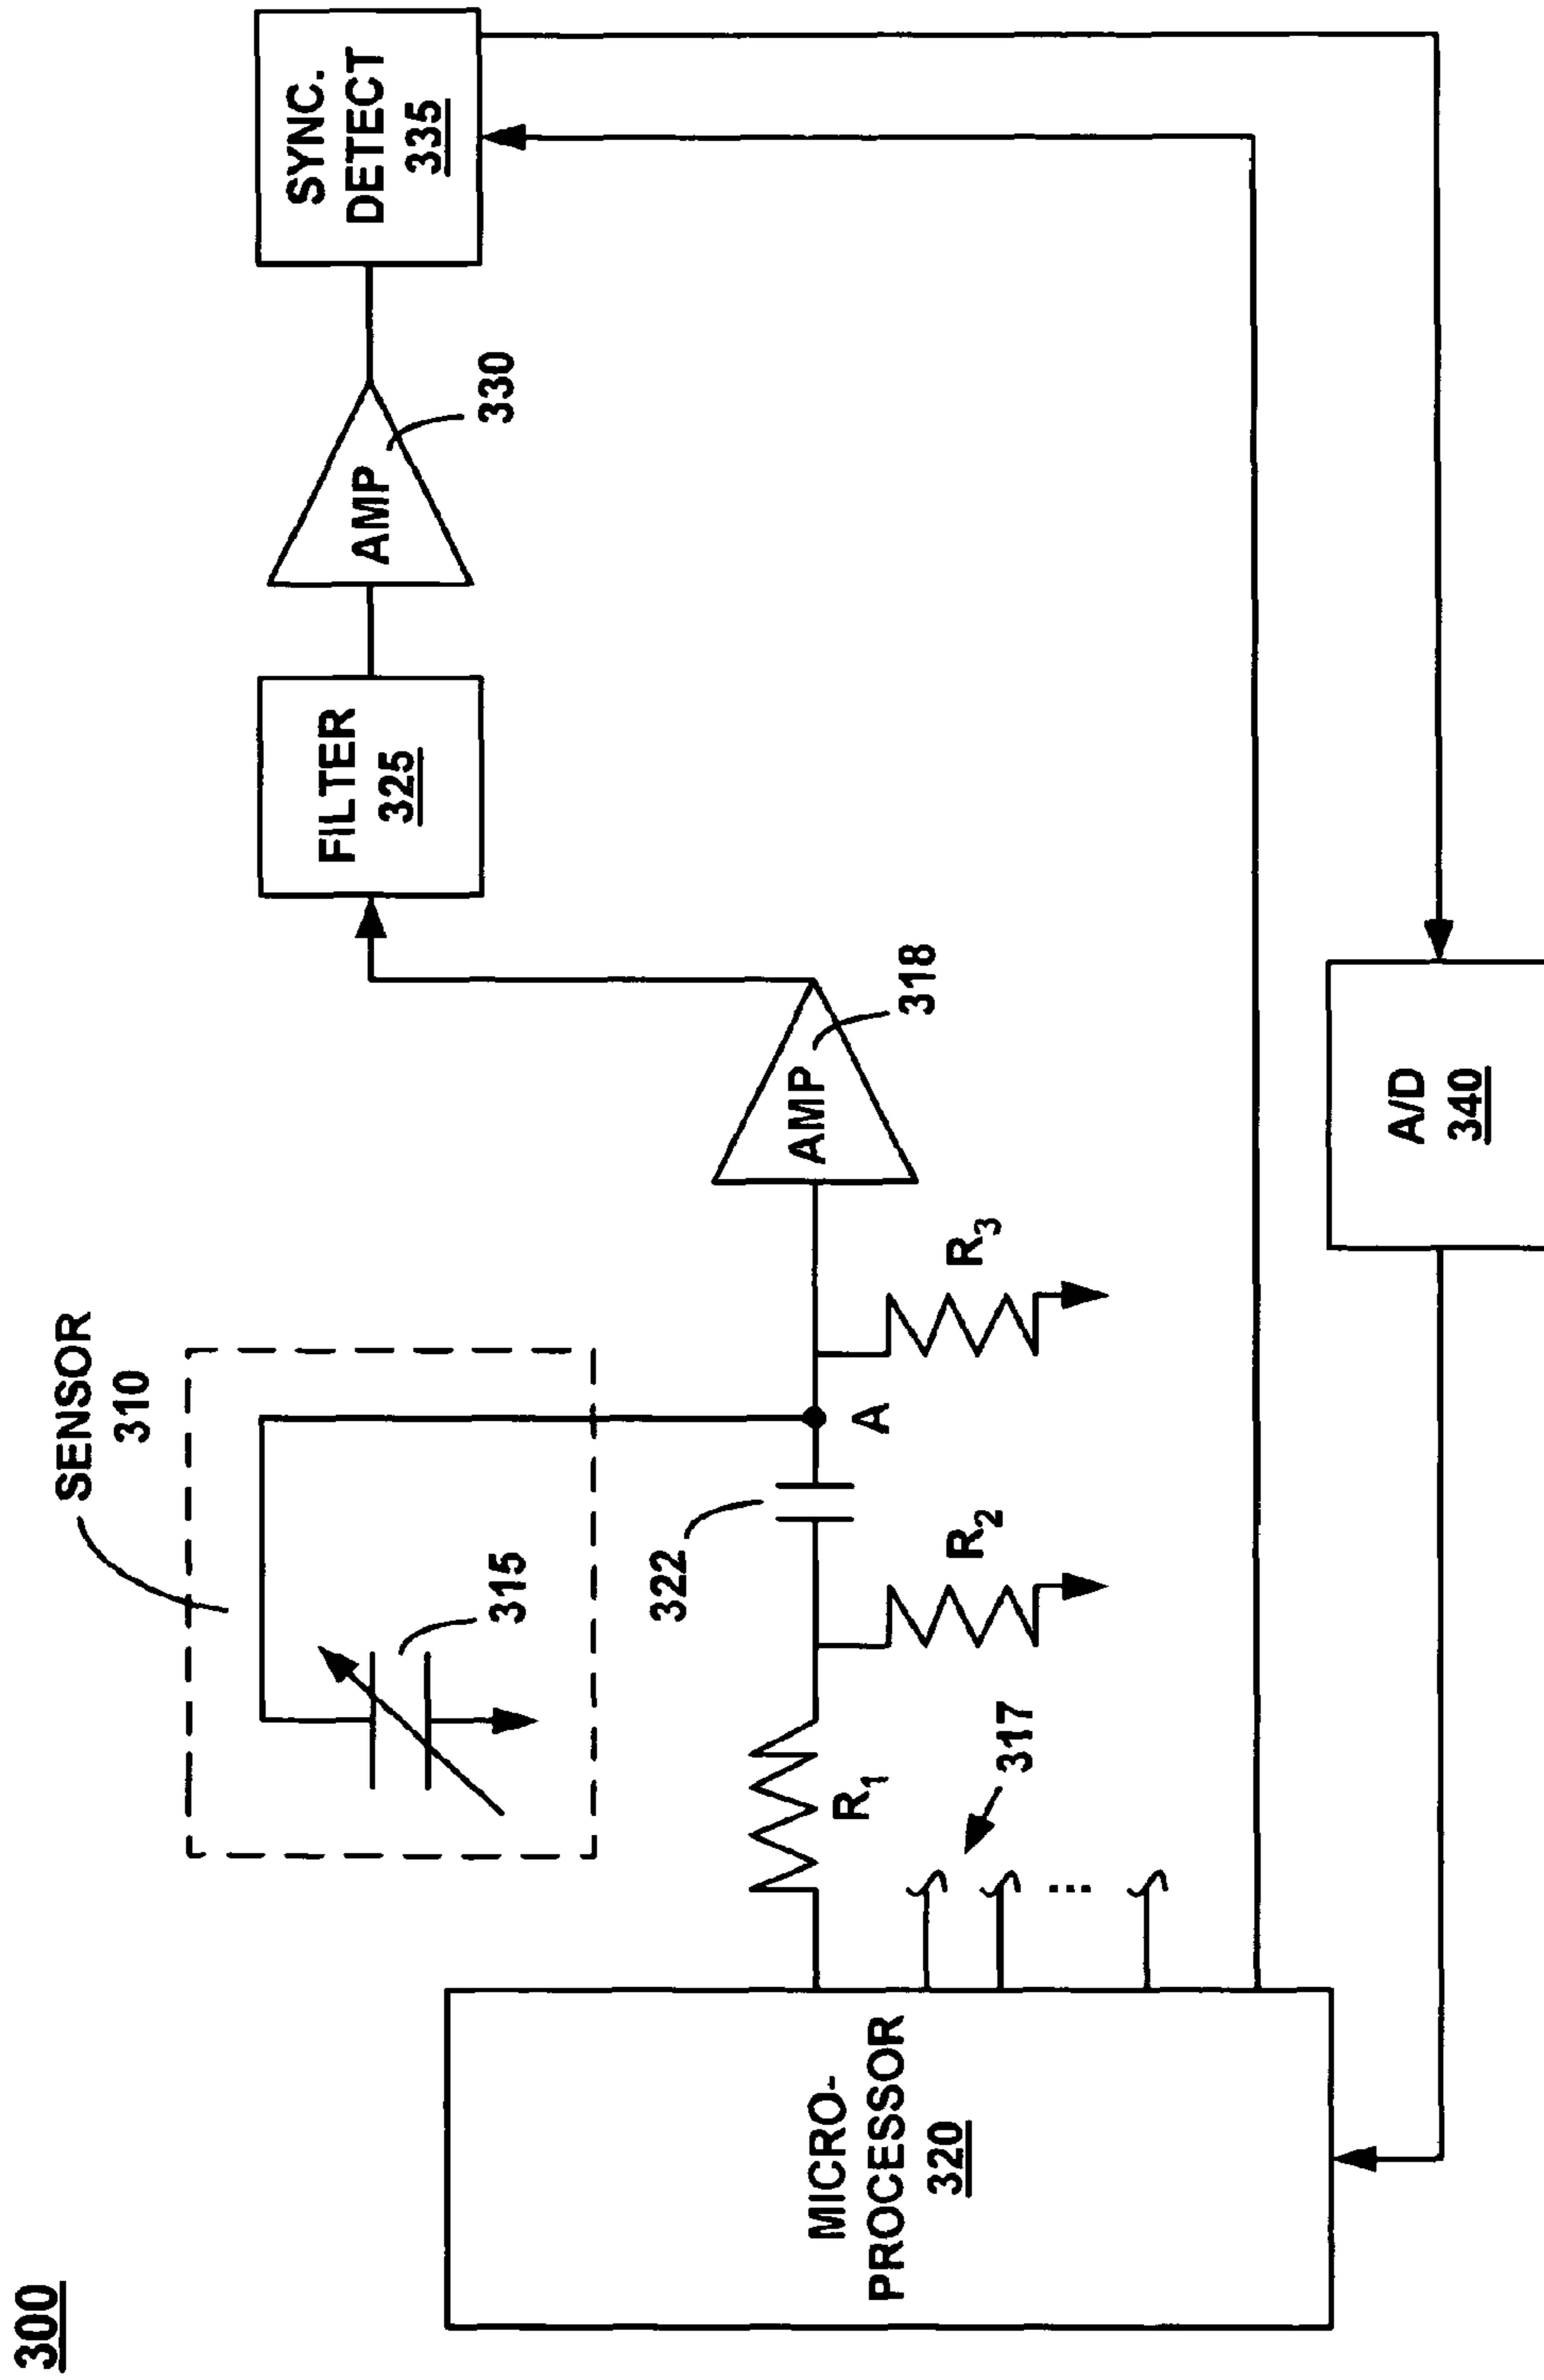 300
SENSOR
310
315
322
MICRO-
PROCESSOR
320
R1
317
R2
A
R3
AMP
318
FILTER
325
AMP
330
SYNC.
DETECT
335
A/D
340